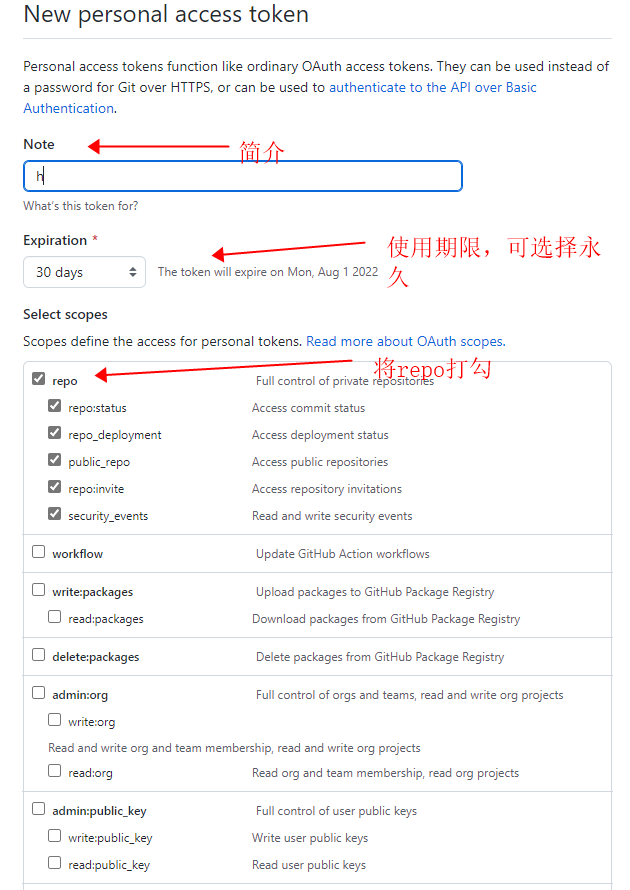 New personal access token
Personal access tokens function like ordinary OAuth access tokens. They can be used instead of
a password for Git over HTTPS, or can be used to authenticate to the API over Basic
Authentication.
Note
简介
h
What's this token for?
Expiration *
使用期限，可选择永
久
30 days
The token will expire on Mon, Aug 1 2022
Select scopes
Scopes define the access for personal tokens. Read more about OAuth scopes.
将repo打勾
repo Full control of private repositories
repo:status Access commit status
repo_deployment Access deployment status
public_repo Access public repositories
repo:invite Access repository invitations
security_events Read and write security events
workflow Update GitHub Action workflows
write:packages Upload packages to GitHub Package Registry
read:packages Download packages from GitHub Package Registry
delete:packages Delete packages from GitHub Package Registry
admin:org Full control of orgs and teams, read and write org projects
write:org
Read and write org and team membership, read and write org projects
read:org Read org and team membership, read org projects
admin:public_key Full control of user public keys
write:public_key Write user public keys
read:public_key Read user public keys